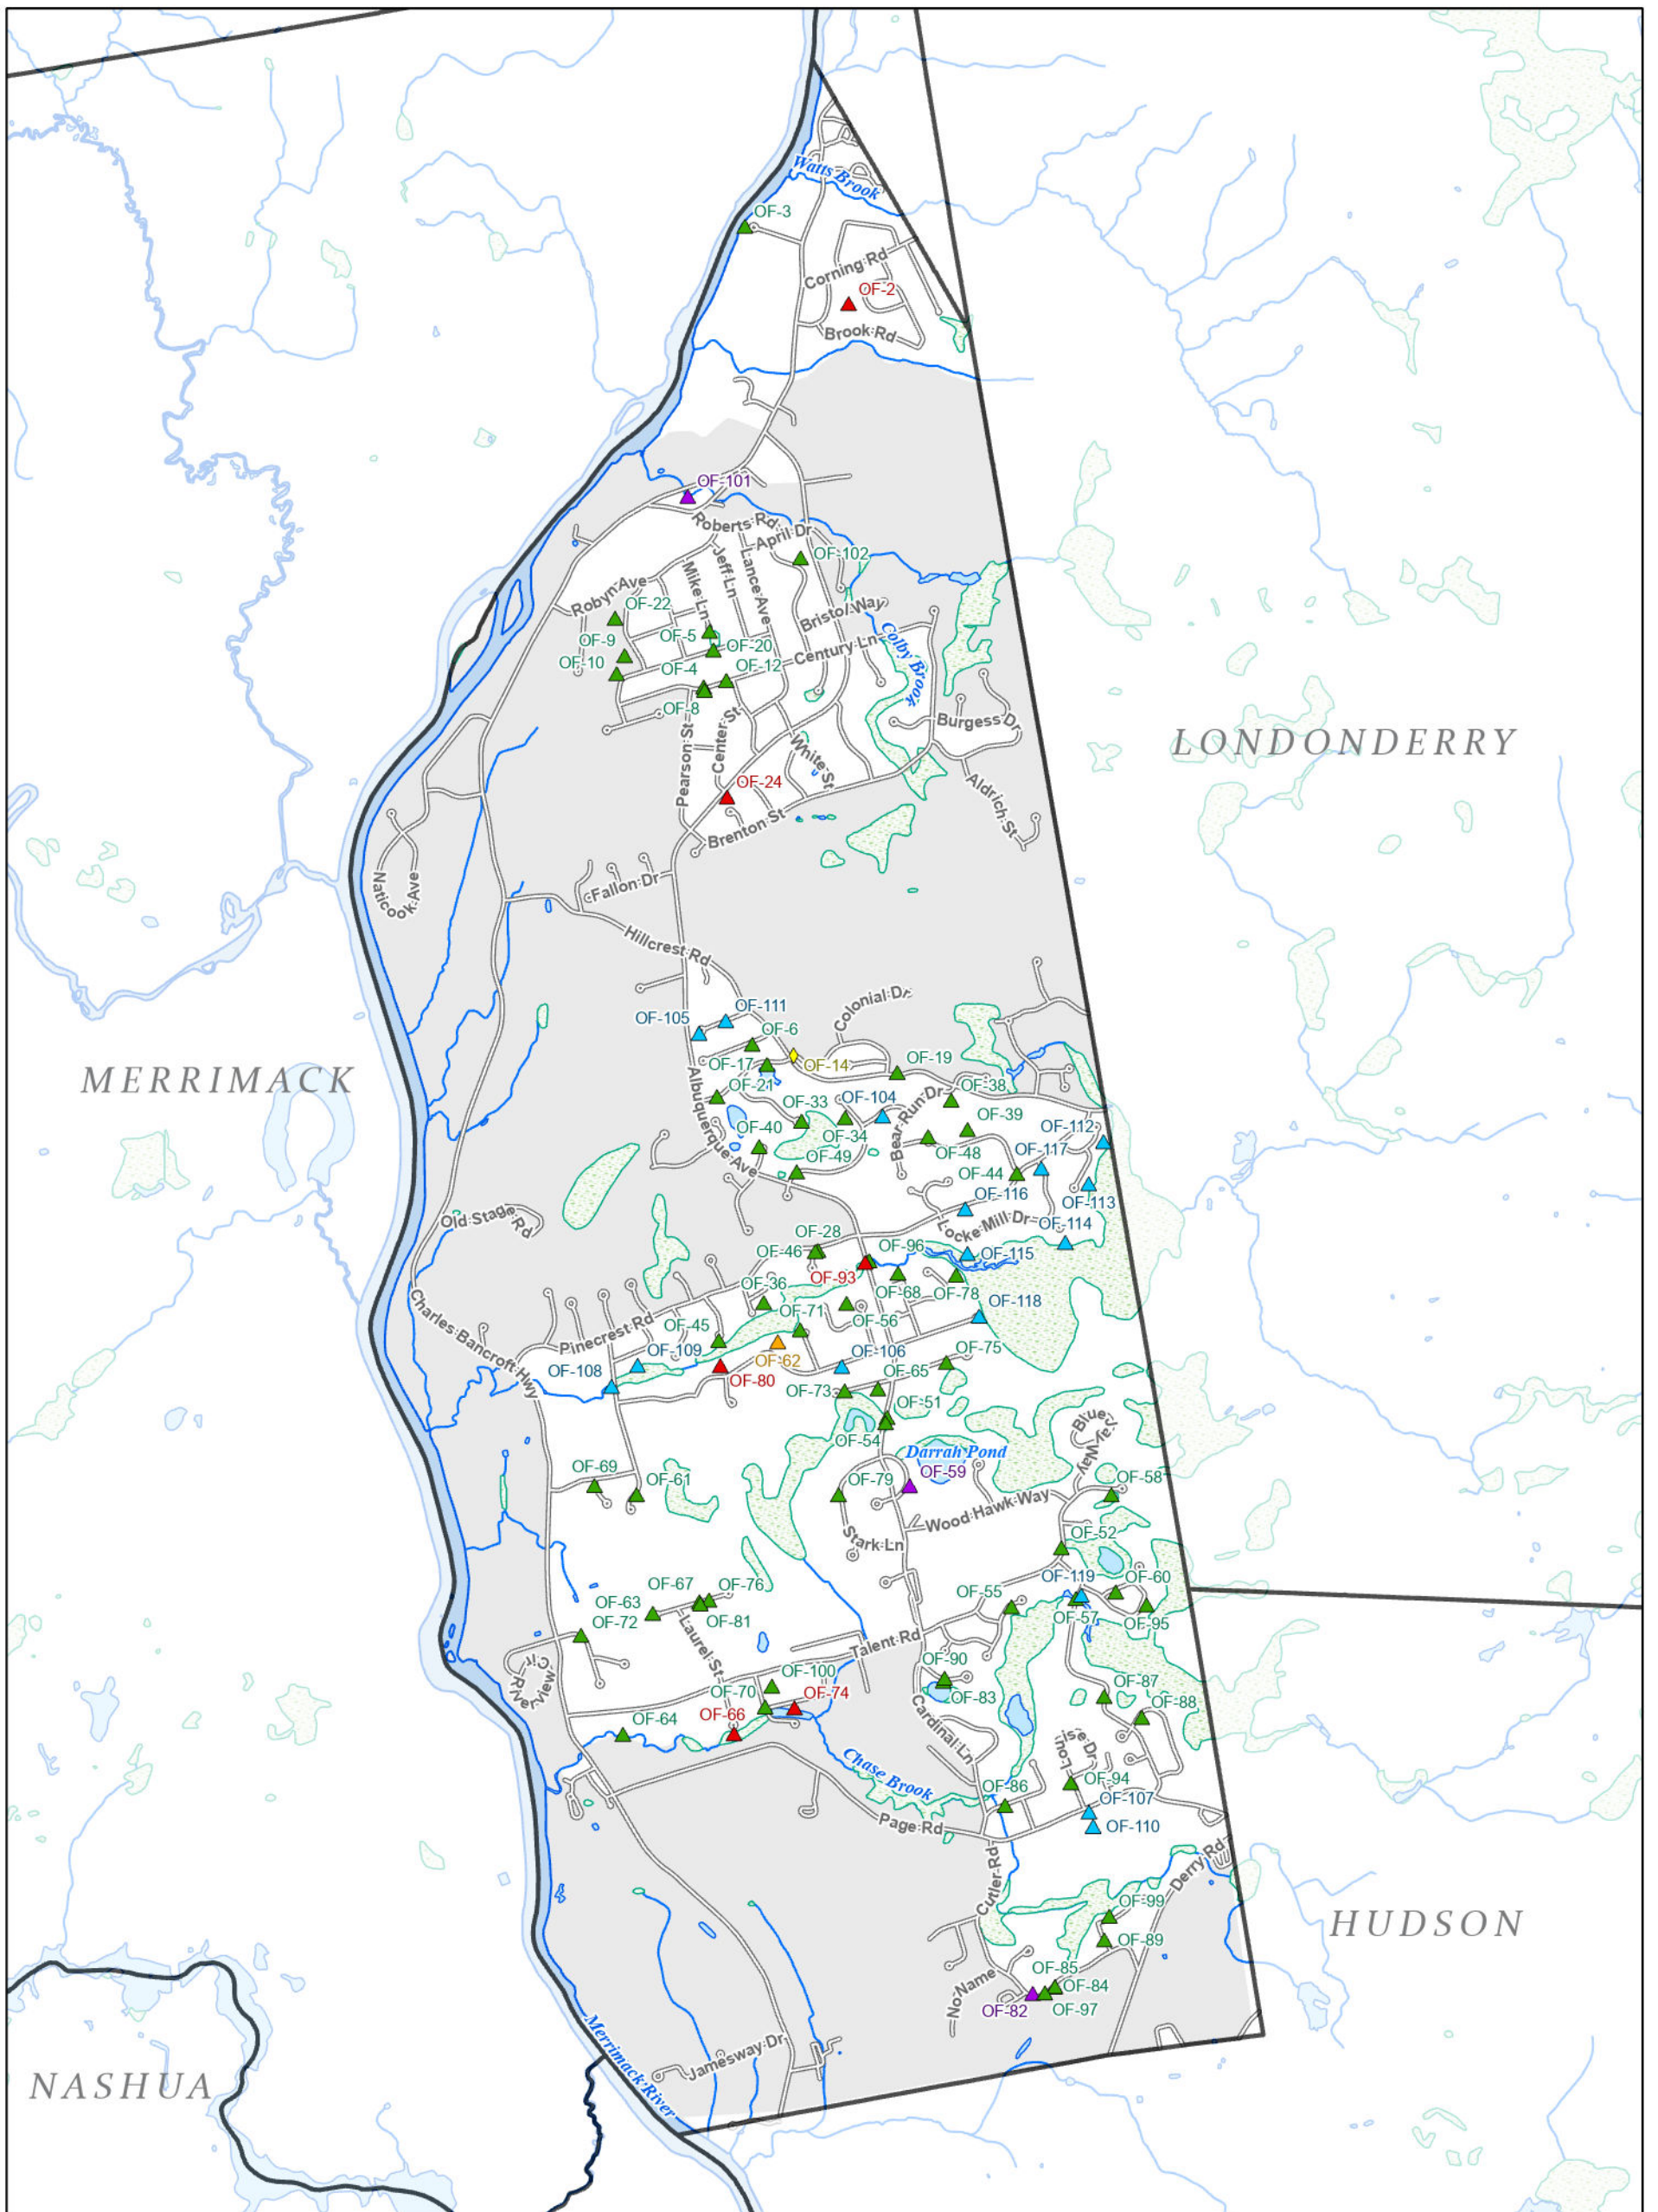 Watts Brook
OF-3
Corning Rd
OF-2
Brook Rd
OF-101
Roberts Rd
April Dr
OF-102
Jeff Ln
Lance Ave
Mike Ln
Robyn Ave
OF-22
Bristol Way
OF-9
OF-5
OF-20
Century Ln
Colby Brook
OF-10
OF-4
OF-12
OF-8
Burgess Dr
Pearson St
Center St
White St
LONDONDERRY
OF-24
Aldrich St
Brenton St
Naticook Ave
Fallon Dr
Hillcrest Rd
Colonial Dr
OF-111
OF-105
OF-6
MERRIMACK
OF-17
OF-14
OF-19
OF-21
Albuquerque Ave
OF-38
OF-33
OF-104
Bear Run Dr
OF-39
OF-40
OF-34
OF-112
OF-49
OF-48
OF-117
OF-44
OF-116
OF-113
Old Stage Rd
Locke Mill Dr
OF-114
OF-28
OF-46
OF-96
OF-115
OF-93
OF-36
OF-68
OF-78
OF-118
Charles Bancroft Hwy
OF-71
OF-56
Pinecrest Rd
OF-45
OF-109
OF-62
OF-106
OF-75
OF-108
OF-80
OF-65
OF-73
OF-51
Blue Jay Way
OF-54
Darrah Pond
OF-69
OF-61
OF-79
OF-59
OF-58
Wood Hawk Way
Stark Ln
OF-52
OF-67
OF-76
OF-55
OF-119
OF-60
OF-63
OF-72
OF-81
OF-57
OF-95
Laurel St
Talent Rd
Riverview Cir
OF-100
OF-90
OF-70
OF-74
OF-83
OF-87
OF-88
OF-64
OF-66
Cardinal Ln
Louise Dr
Chase Brook
OF-94
OF-86
OF-107
OF-110
Page Rd
Cutler Rd
Derry Rd
OF-99
HUDSON
OF-89
OF-85
OF-84
No Name
OF-82
OF-97
Merrimack River
Jamesway Dr
NASHUA